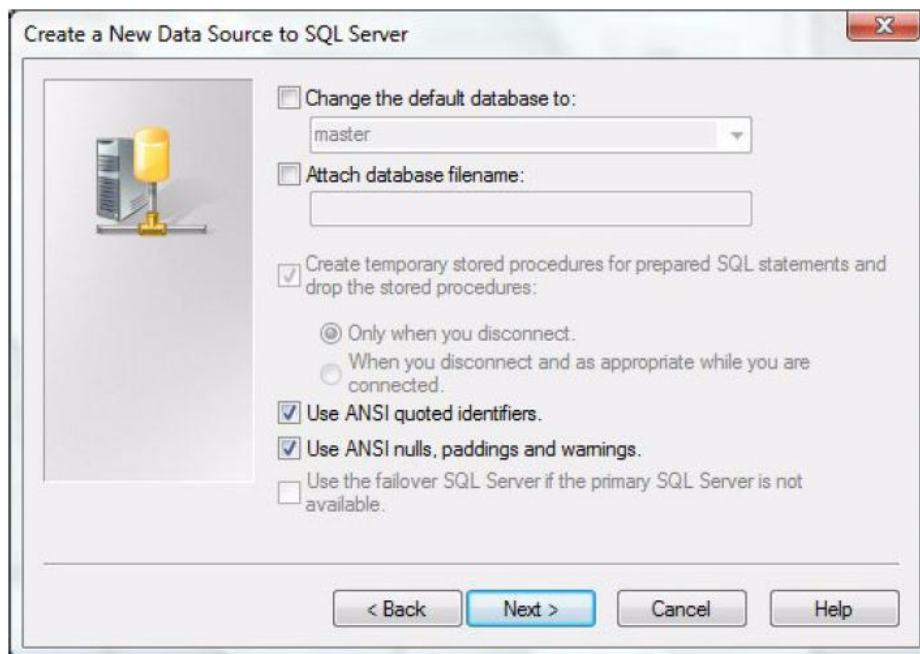 Create a New Data Source to SQL Server
Change the default database to:
master
Attach database filename:
Create temporary stored procedures for prepared SQL statements and
drop the stored procedures:
Only when you disconnect.
When you disconnect and as appropriate while you are
connected.
Use ANSI quoted identifiers.
Use ANSI nulls, paddings and warnings.
Use the failover SQL Server if the primary SQL Server is not
available.
< Back Next > Cancel Help